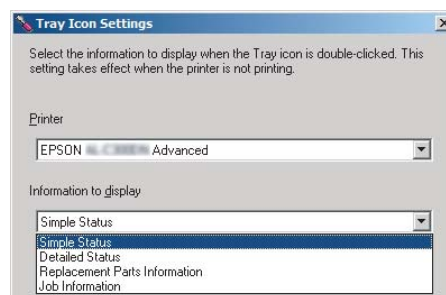 Tray Icon Settings
Select the information to display when the Tray icon is double-clicked. This
setting takes effect when the printer is not printing.
Printer
EPSON Advanced
Information to display
Simple Status
Simple Status
Detailed Status
Replacement Parts Information
Job Information